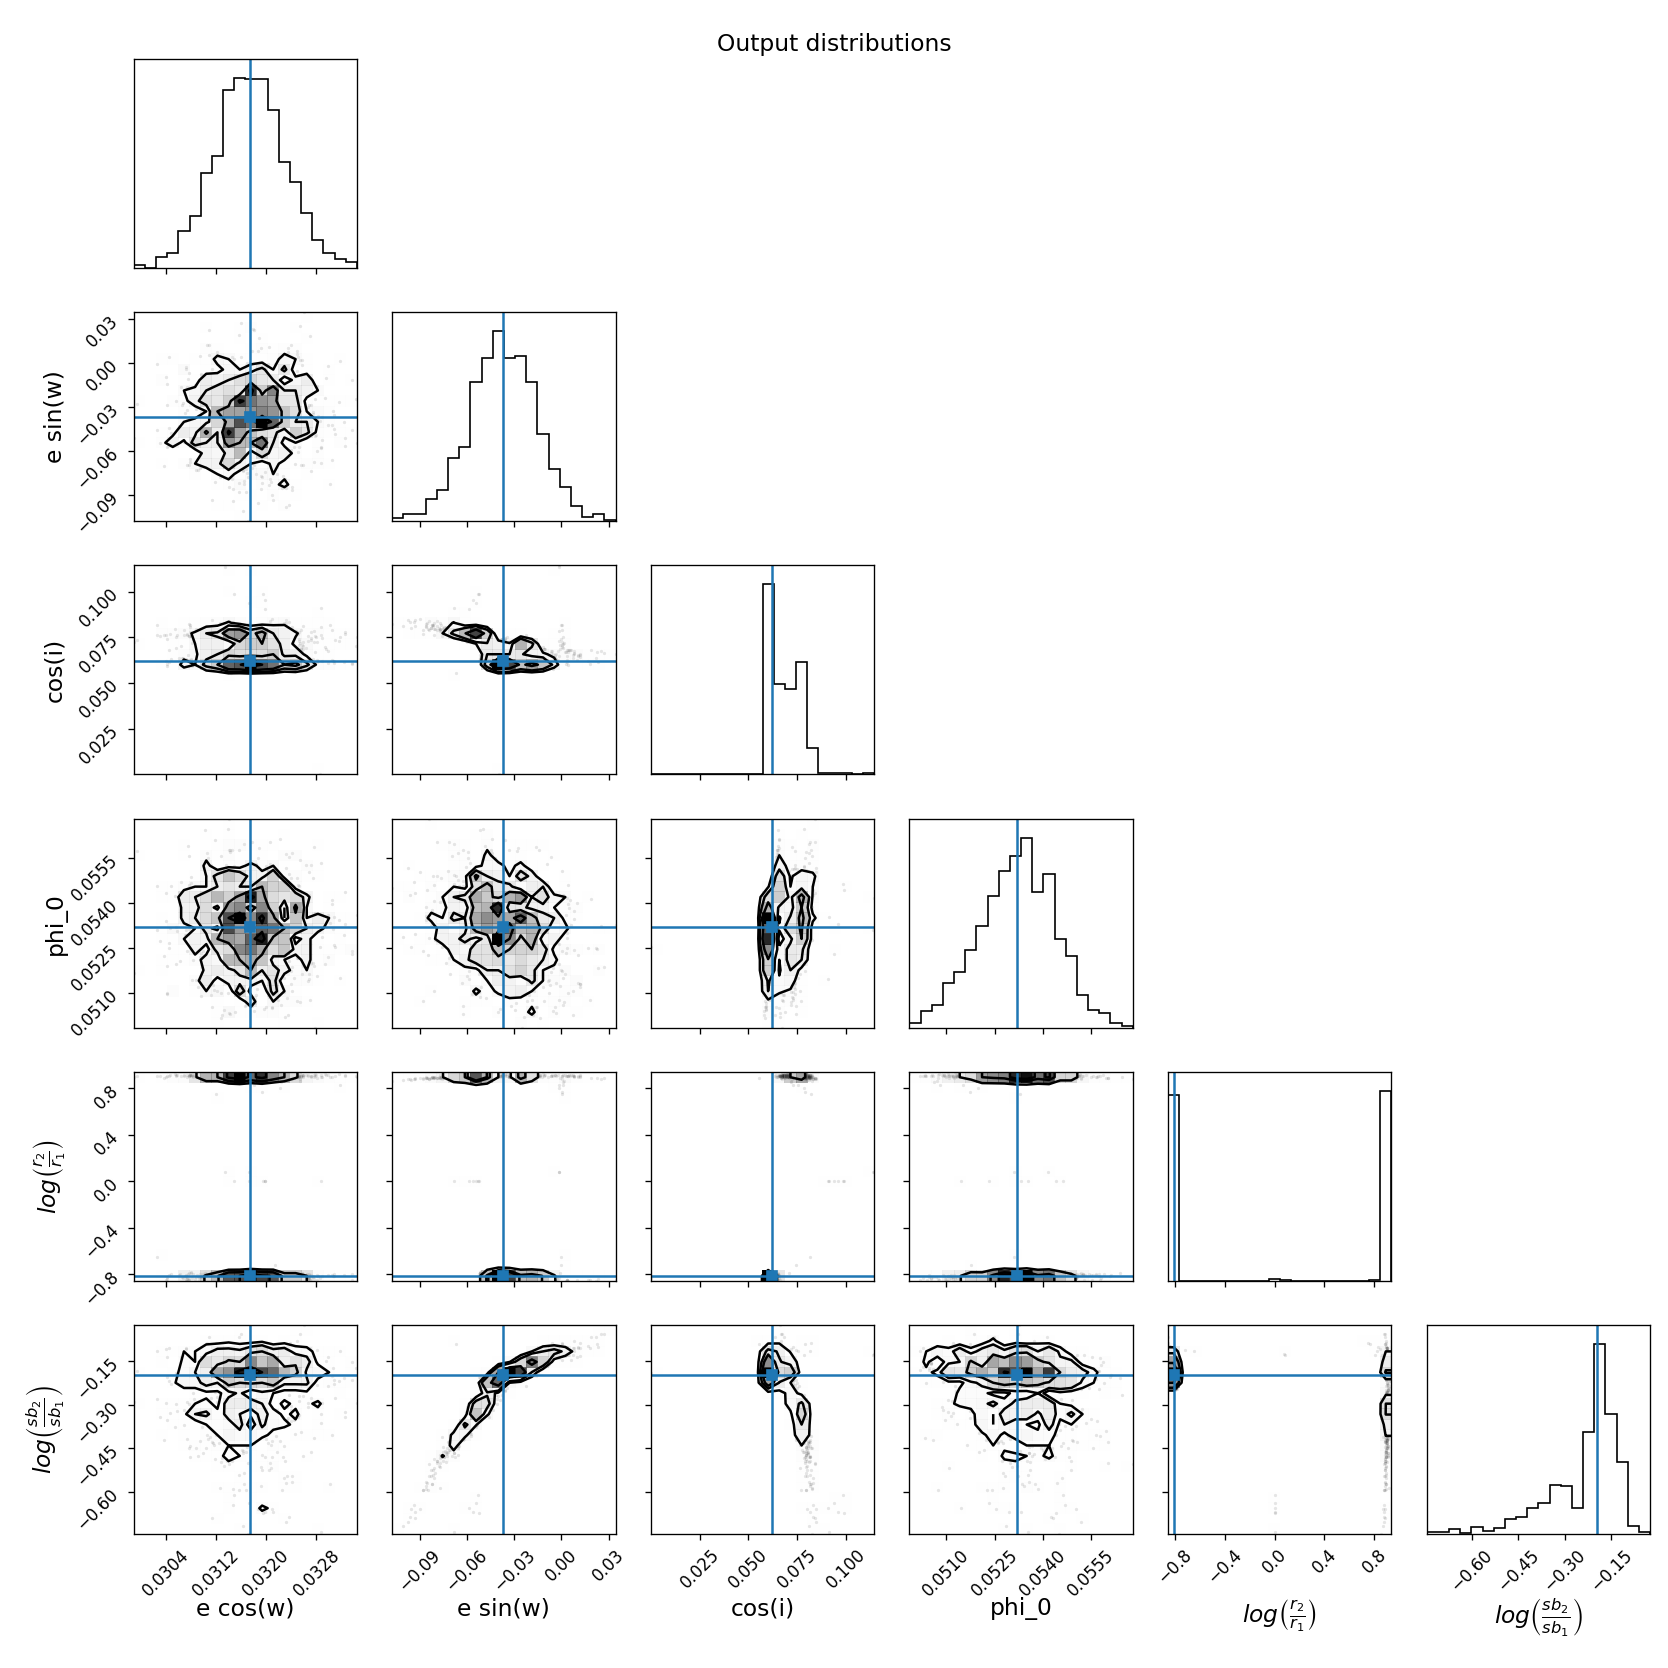 Output distributions
e sin(w)
0.03
0.00
−0.03
−0.06
−0.09
cos(i)
0.100
0.075
0.050
0.025
phi_0
0.0555
0.0540
0.0525
0.0510
log(r₂/r₁)
0.8
0.4
0.0
−0.4
−0.8
log(sb₂/sb₁)
−0.15
−0.30
−0.45
−0.60
0.0304 0.0312 0.0320 0.0328
−0.09 −0.06 −0.03 0.00 0.03
0.025 0.050 0.075 0.100
0.0510 0.0525 0.0540 0.0555
−0.8 −0.4 0.0 0.4 0.8
−0.60 −0.45 −0.30 −0.15
e cos(w)
e sin(w)
cos(i)
phi_0
log(r₂/r₁)
log(sb₂/sb₁)